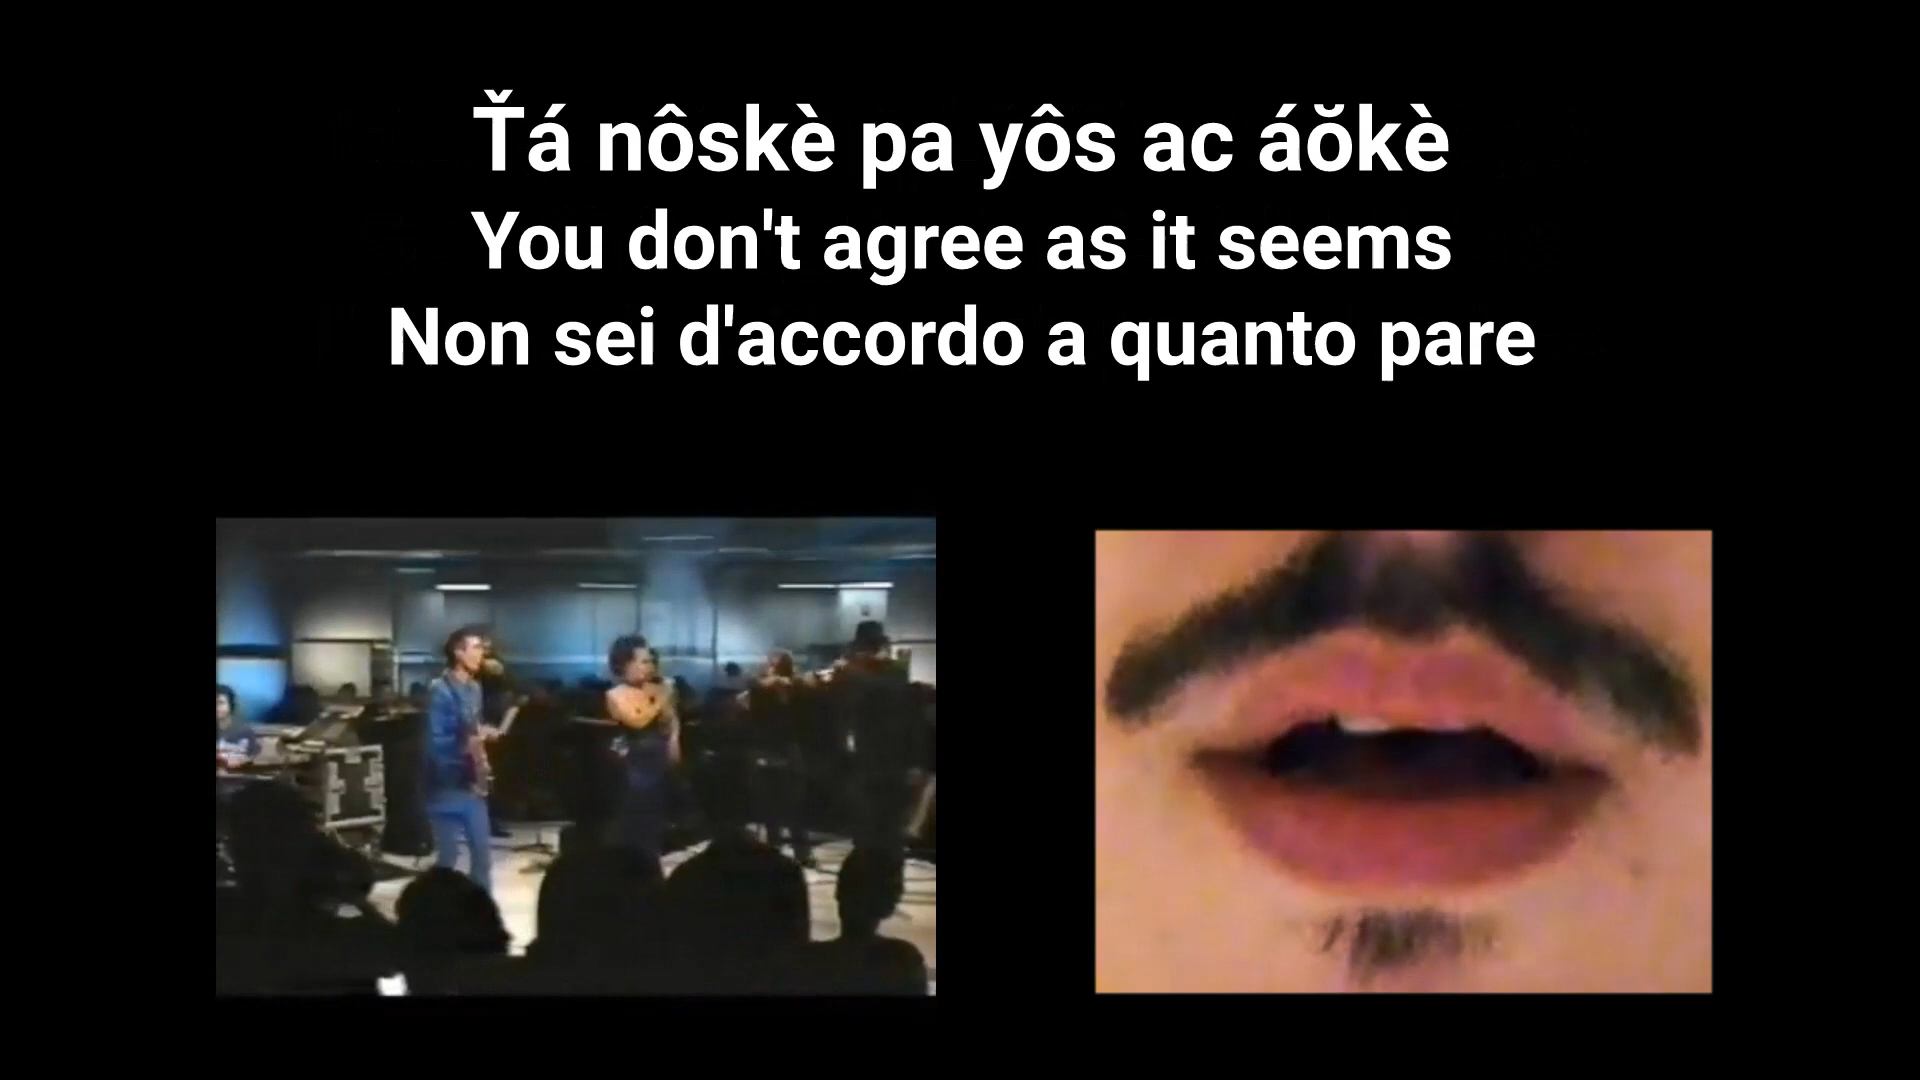 Ťá nôskè pa yôs ac áŏkè
You don't agree as it seems
Non sei d'accordo a quanto pare